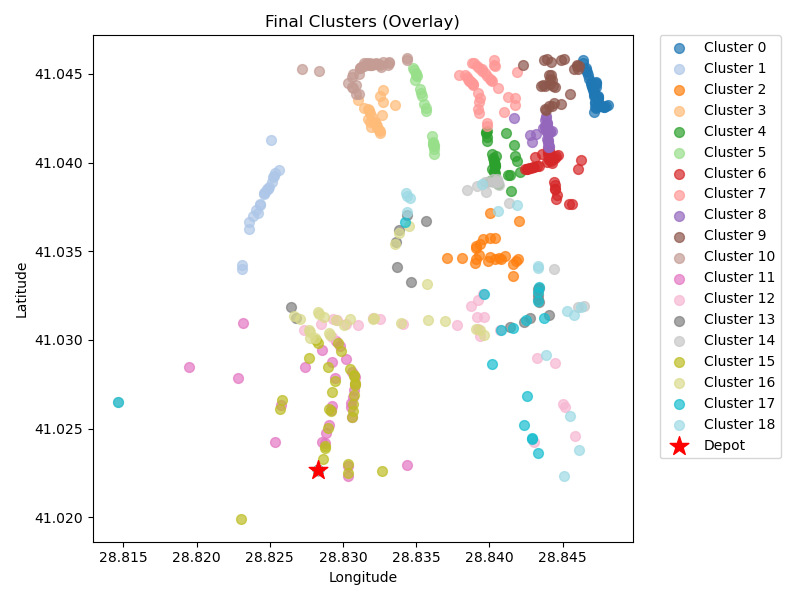 Final Clusters (Overlay)
Latitude
41.045
41.040
41.035
41.030
41.025
41.020
28.815 28.820 28.825 28.830 28.835 28.840 28.845
Longitude
Cluster 0
Cluster 1
Cluster 2
Cluster 3
Cluster 4
Cluster 5
Cluster 6
Cluster 7
Cluster 8
Cluster 9
Cluster 10
Cluster 11
Cluster 12
Cluster 13
Cluster 14
Cluster 15
Cluster 16
Cluster 17
Cluster 18
Depot